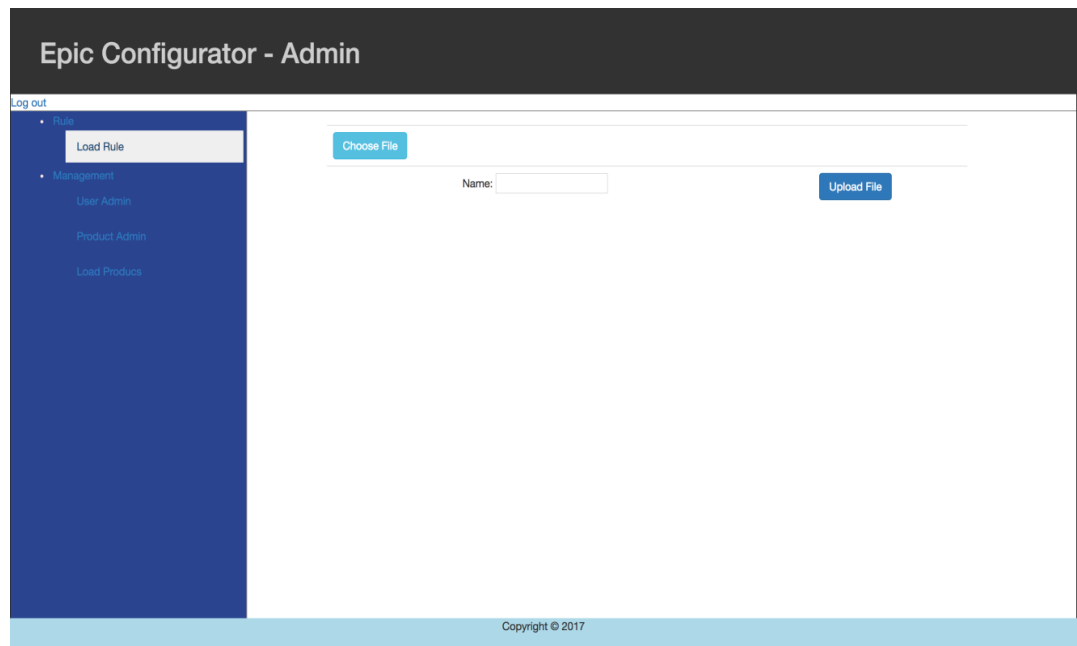 Epic Configurator - Admin
Log out
Rule
Load Rule
Management
User Admin
Product Admin
Load Producs
Choose File
Name:
Upload File
Copyright © 2017